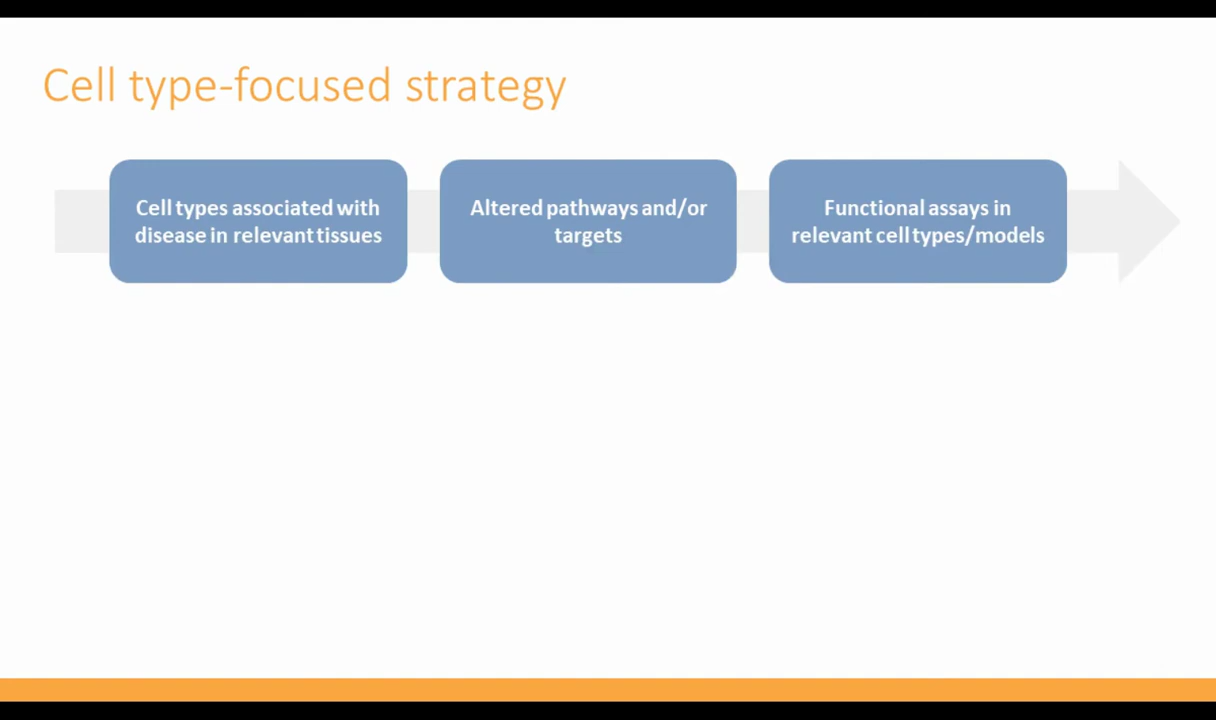 Cell type-focused strategy
Cell types associated with
disease in relevant tissues
Altered pathways and/or
targets
Functional assays in
relevant cell types/models